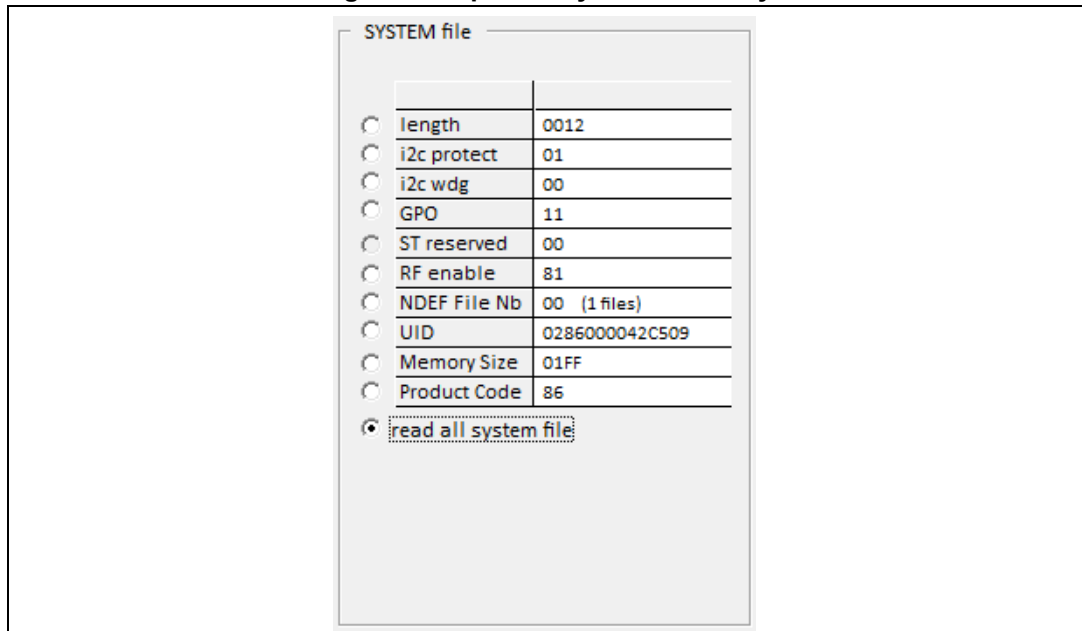 SYSTEM file
length 0012
i2c protect 01
i2c wdg 00
GPO 11
ST reserved 00
RF enable 81
NDEF File Nb 00 (1 files)
UID 0286000042C509
Memory Size 01FF
Product Code 86
read all system file